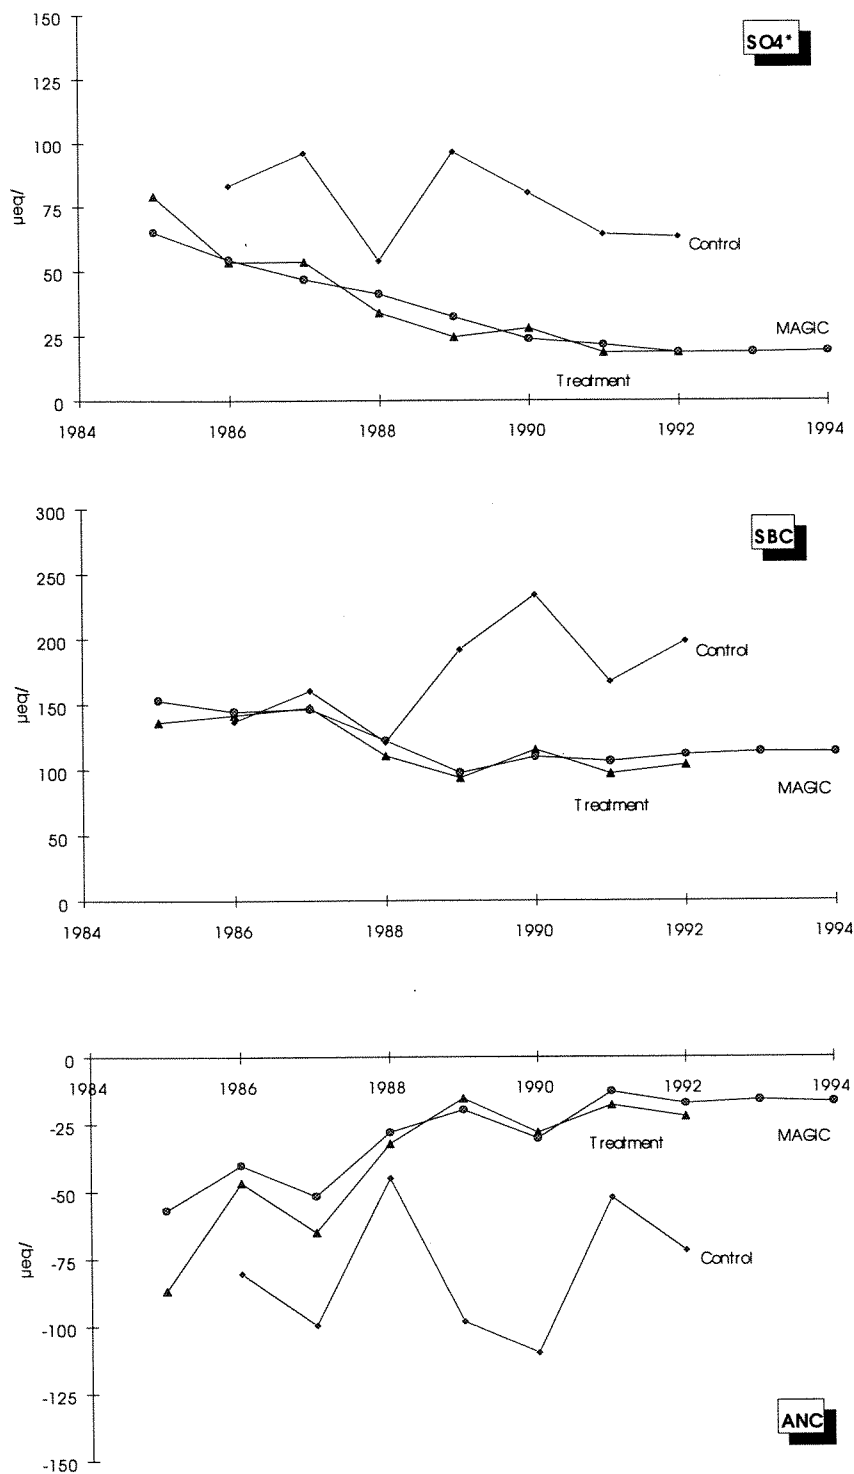 150
SO4*
125
100
75
µeq/l
Control
50
MAGIC
25
Treatment
0
1984 1986 1988 1990 1992 1994
300
SBC
250
200
Control
µeq/l
150
100
MAGIC
Treatment
50
0
1984 1986 1988 1990 1992 1994
0
1984 1986 1988 1990 1992 1994
-25
Treatment MAGIC
-50
µeq/l
-75
Control
-100
-125
ANC
-150